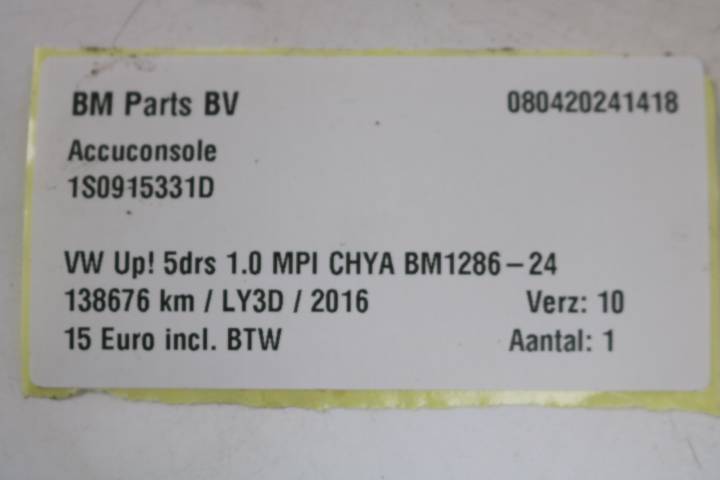 BM Parts BV 080420241418
Accuconsole
1S0915331D
VW Up! 5drs 1.0 MPI CHYA BM1286-24
138676 km / LY3D / 2016 Verz: 10
15 Euro incl. BTW Aantal: 1